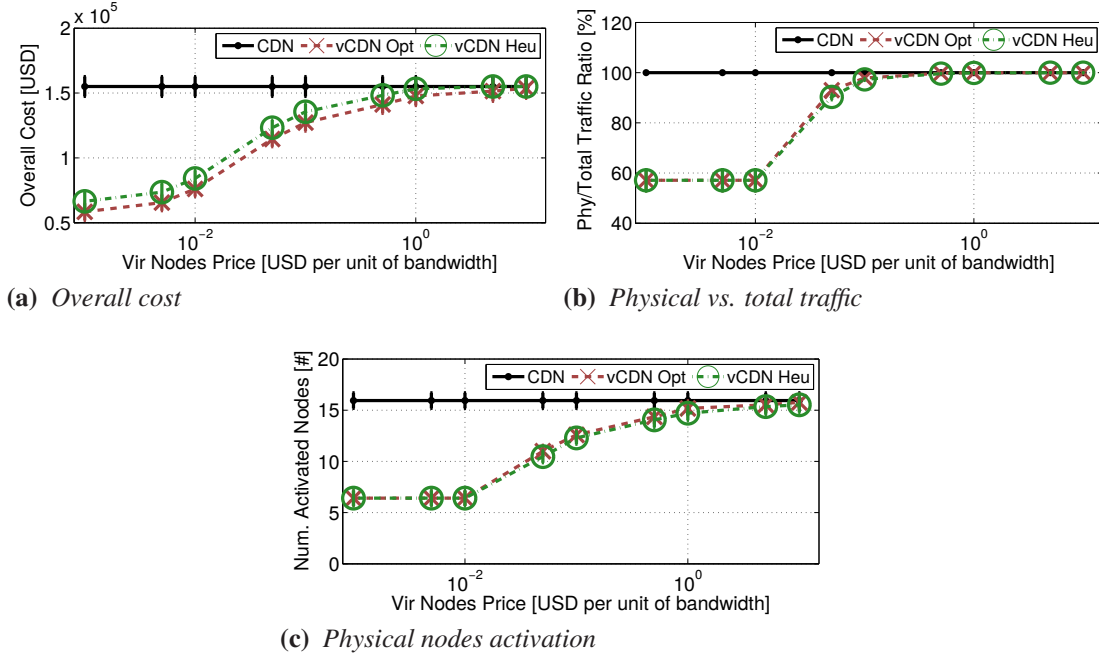 2 x 10^5
CDN vCDN Opt vCDN Heu
1.5
1
0.5
Overall Cost [USD]
10^-2 10^0
Vir Nodes Price [USD per unit of bandwidth]
(a) Overall cost
120
CDN vCDN Opt vCDN Heu
100
80
60
40
Phy/Total Traffic Ratio [%]
10^-2 10^0
Vir Nodes Price [USD per unit of bandwidth]
(b) Physical vs. total traffic
20
CDN vCDN Opt vCDN Heu
15
10
5
0
Num. Activated Nodes [#]
10^-2 10^0
Vir Nodes Price [USD per unit of bandwidth]
(c) Physical nodes activation